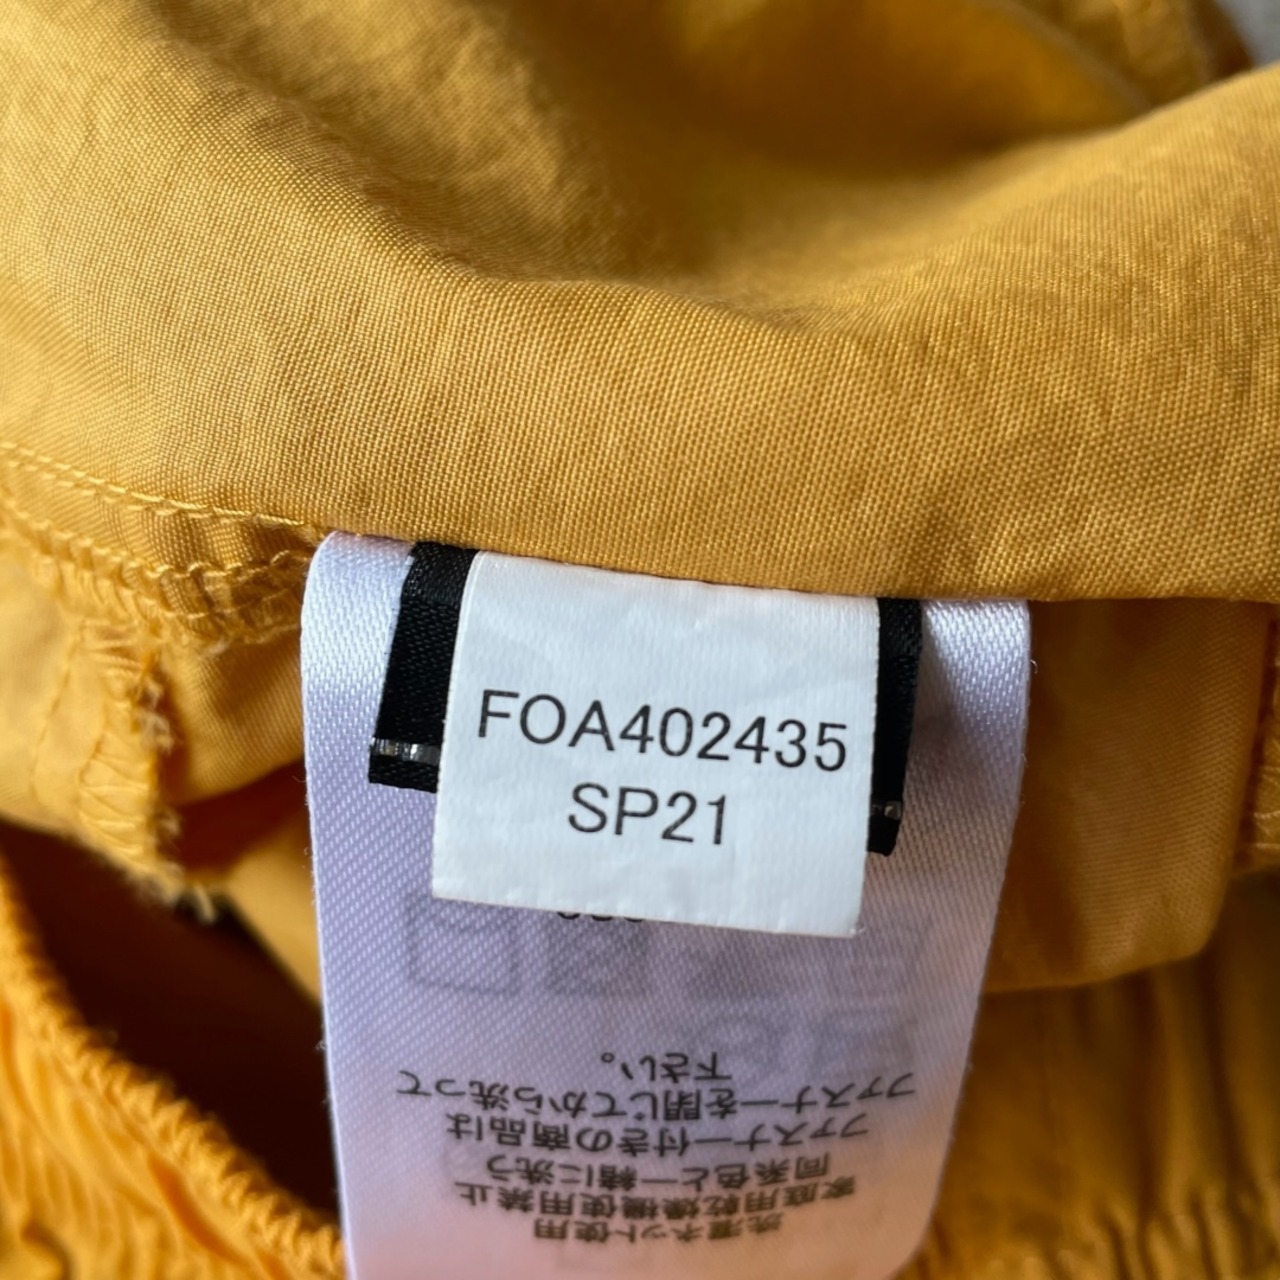 FOA402435
SP21
洗濯ネット使用
家庭用乾燥機使用禁止
同系色と一緒に洗う
ファスナー付きの商品は
ファスナーを閉じてから洗って
下さい。